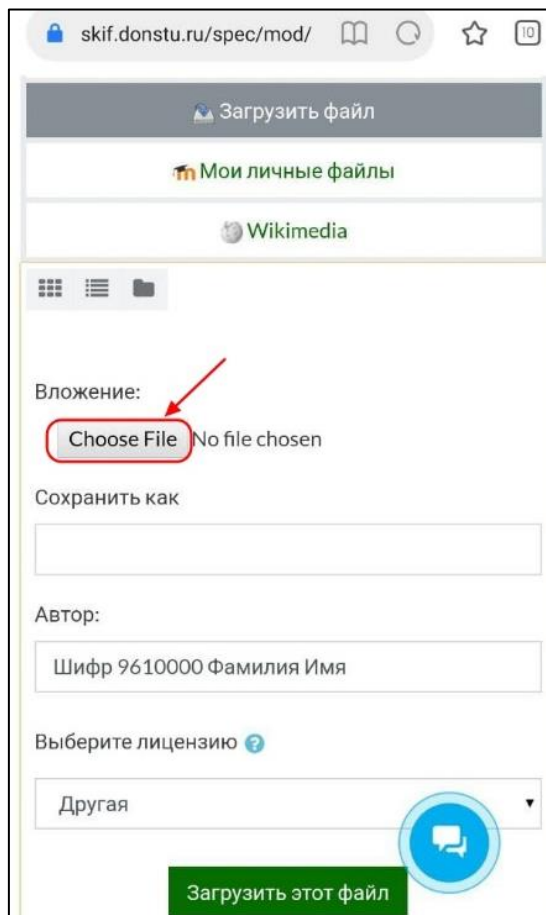 skif.donstu.ru/spec/mod/
10
Загрузить файл
Мои личные файлы
Wikimedia
Вложение:
Choose File No file chosen
Сохранить как
Автор:
Шифр 9610000 Фамилия Имя
Выберите лицензию ?
Другая
Загрузить этот файл